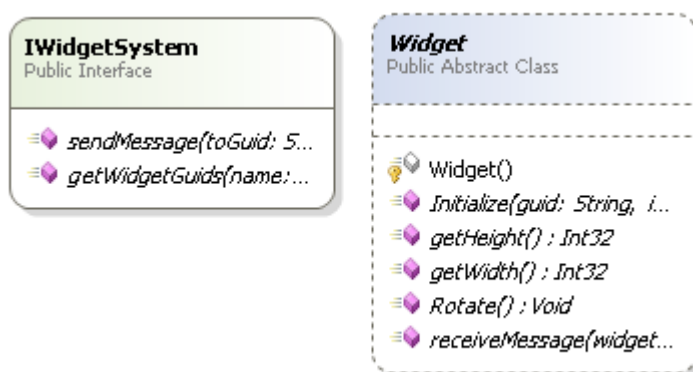 IWidgetSystem
Public Interface
sendMessage(toGuid: S...
getWidgetGuids(name:...
Widget
Public Abstract Class
Widget()
Initialize(guid: String, i...
getHeight() : Int32
getWidth() : Int32
Rotate() : Void
receiveMessage(widget...